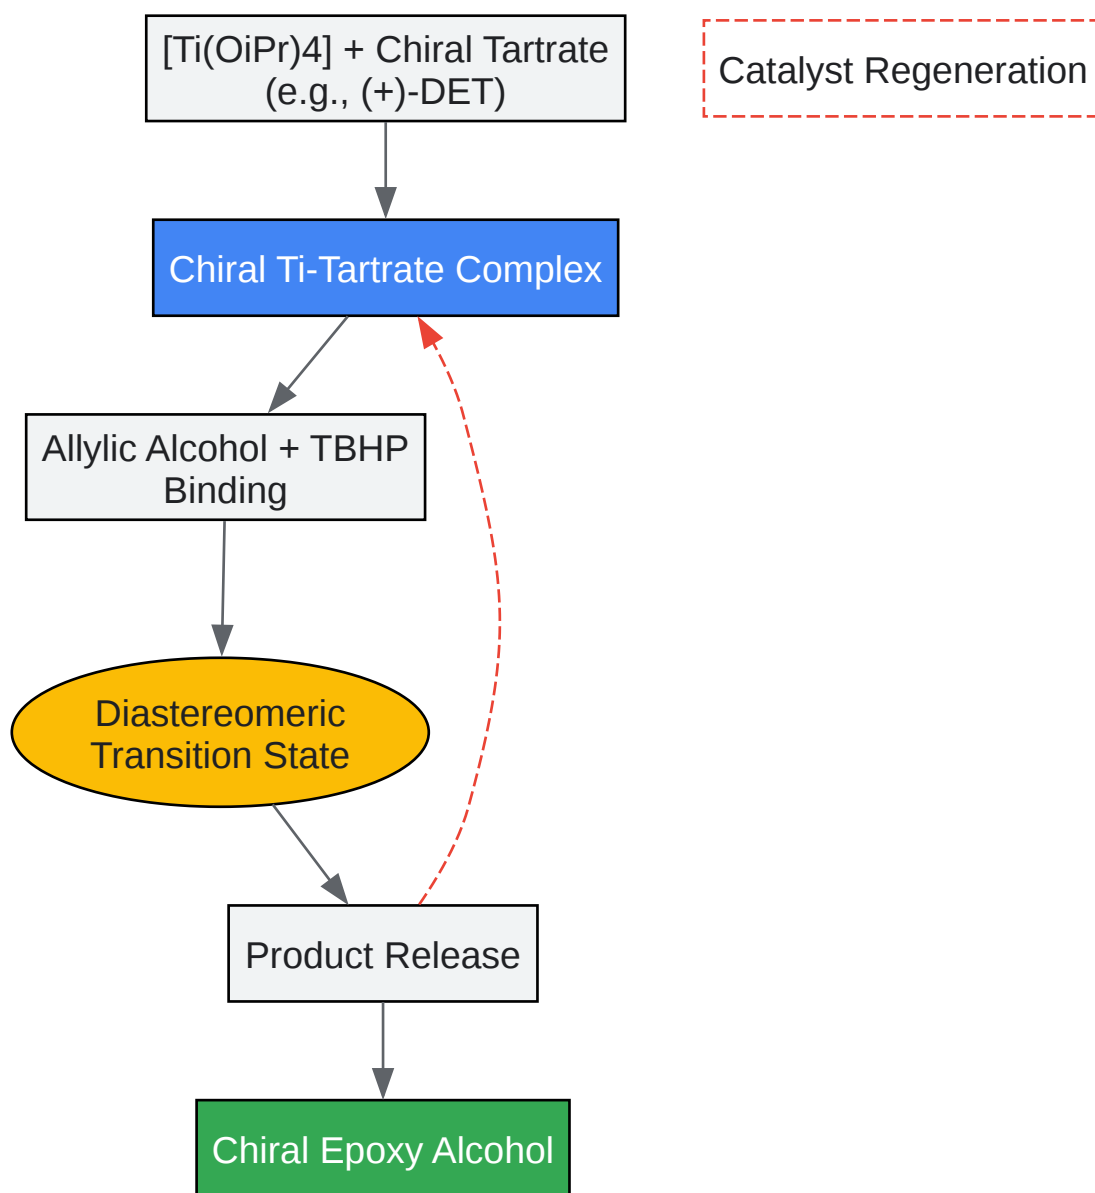 [Ti(OiPr)4] + Chiral Tartrate
(e.g., (+)-DET)
Catalyst Regeneration
Chiral Ti-Tartrate Complex
Allylic Alcohol + TBHP
Binding
Diastereomeric
Transition State
Product Release
Chiral Epoxy Alcohol